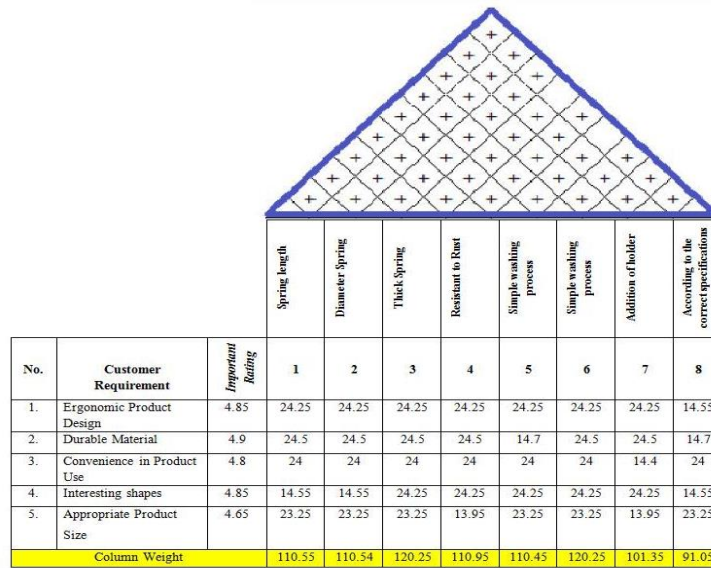 Spring length
Diameter Spring
Thick Spring
Resistant to Rust
Simple washing
process
Simple washing
process
Addition of holder
According to the
correct specifications
No. Customer Requirement Important Rating 1 2 3 4 5 6 7 8
1. Ergonomic Product Design 4.85 24.25 24.25 24.25 24.25 24.25 24.25 24.25 14.55
2. Durable Material 4.9 24.5 24.5 24.5 24.5 14.7 24.5 24.5 14.7
3. Convenience in Product Use 4.8 24 24 24 24 24 24 14.4 24
4. Interesting shapes 4.85 14.55 14.55 24.25 24.25 24.25 24.25 24.25 14.55
5. Appropriate Product Size 4.65 23.25 23.25 23.25 13.95 23.25 23.25 13.95 23.25
Column Weight 110.55 110.54 120.25 110.95 110.45 120.25 101.35 91.05